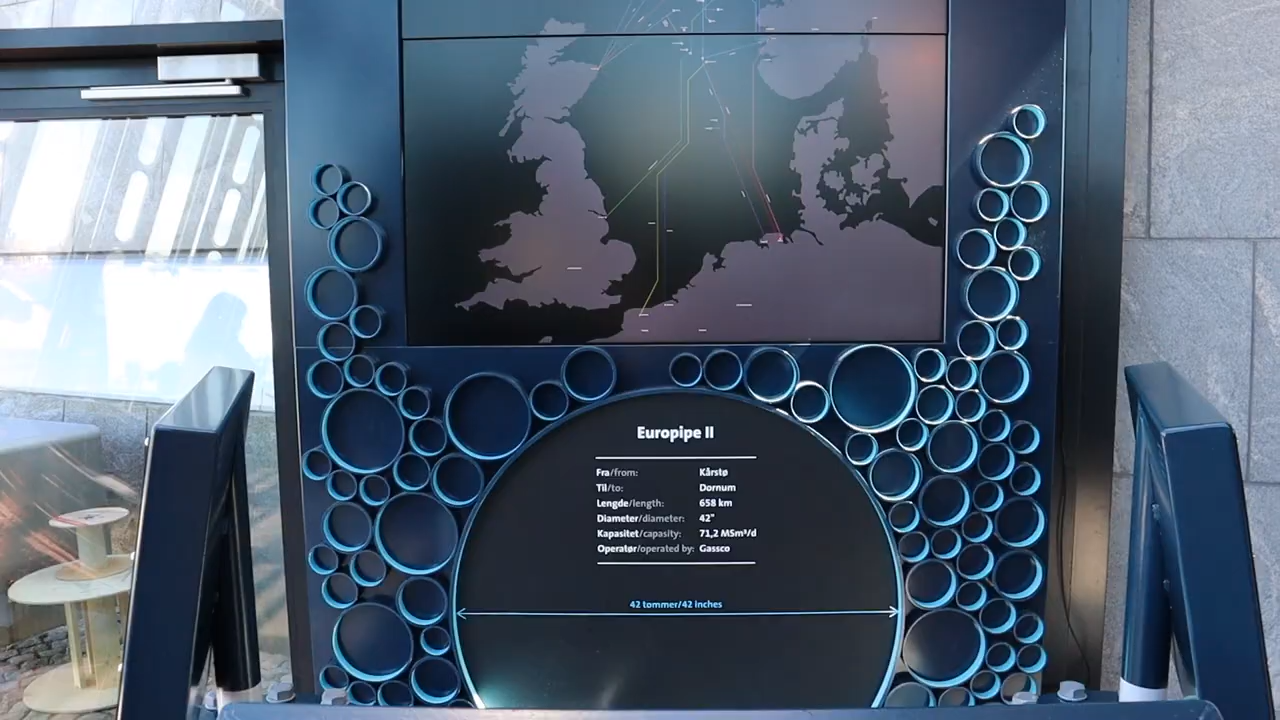 Europipe II
Fra/from: Kårstø
Til/to: Dornum
Lengde/length: 658 km
Diameter/diameter: 42"
Kapasitet/capacity: 71,2 MSm³/d
Operatør/operated by: Gassco
42 tommer/42 inches